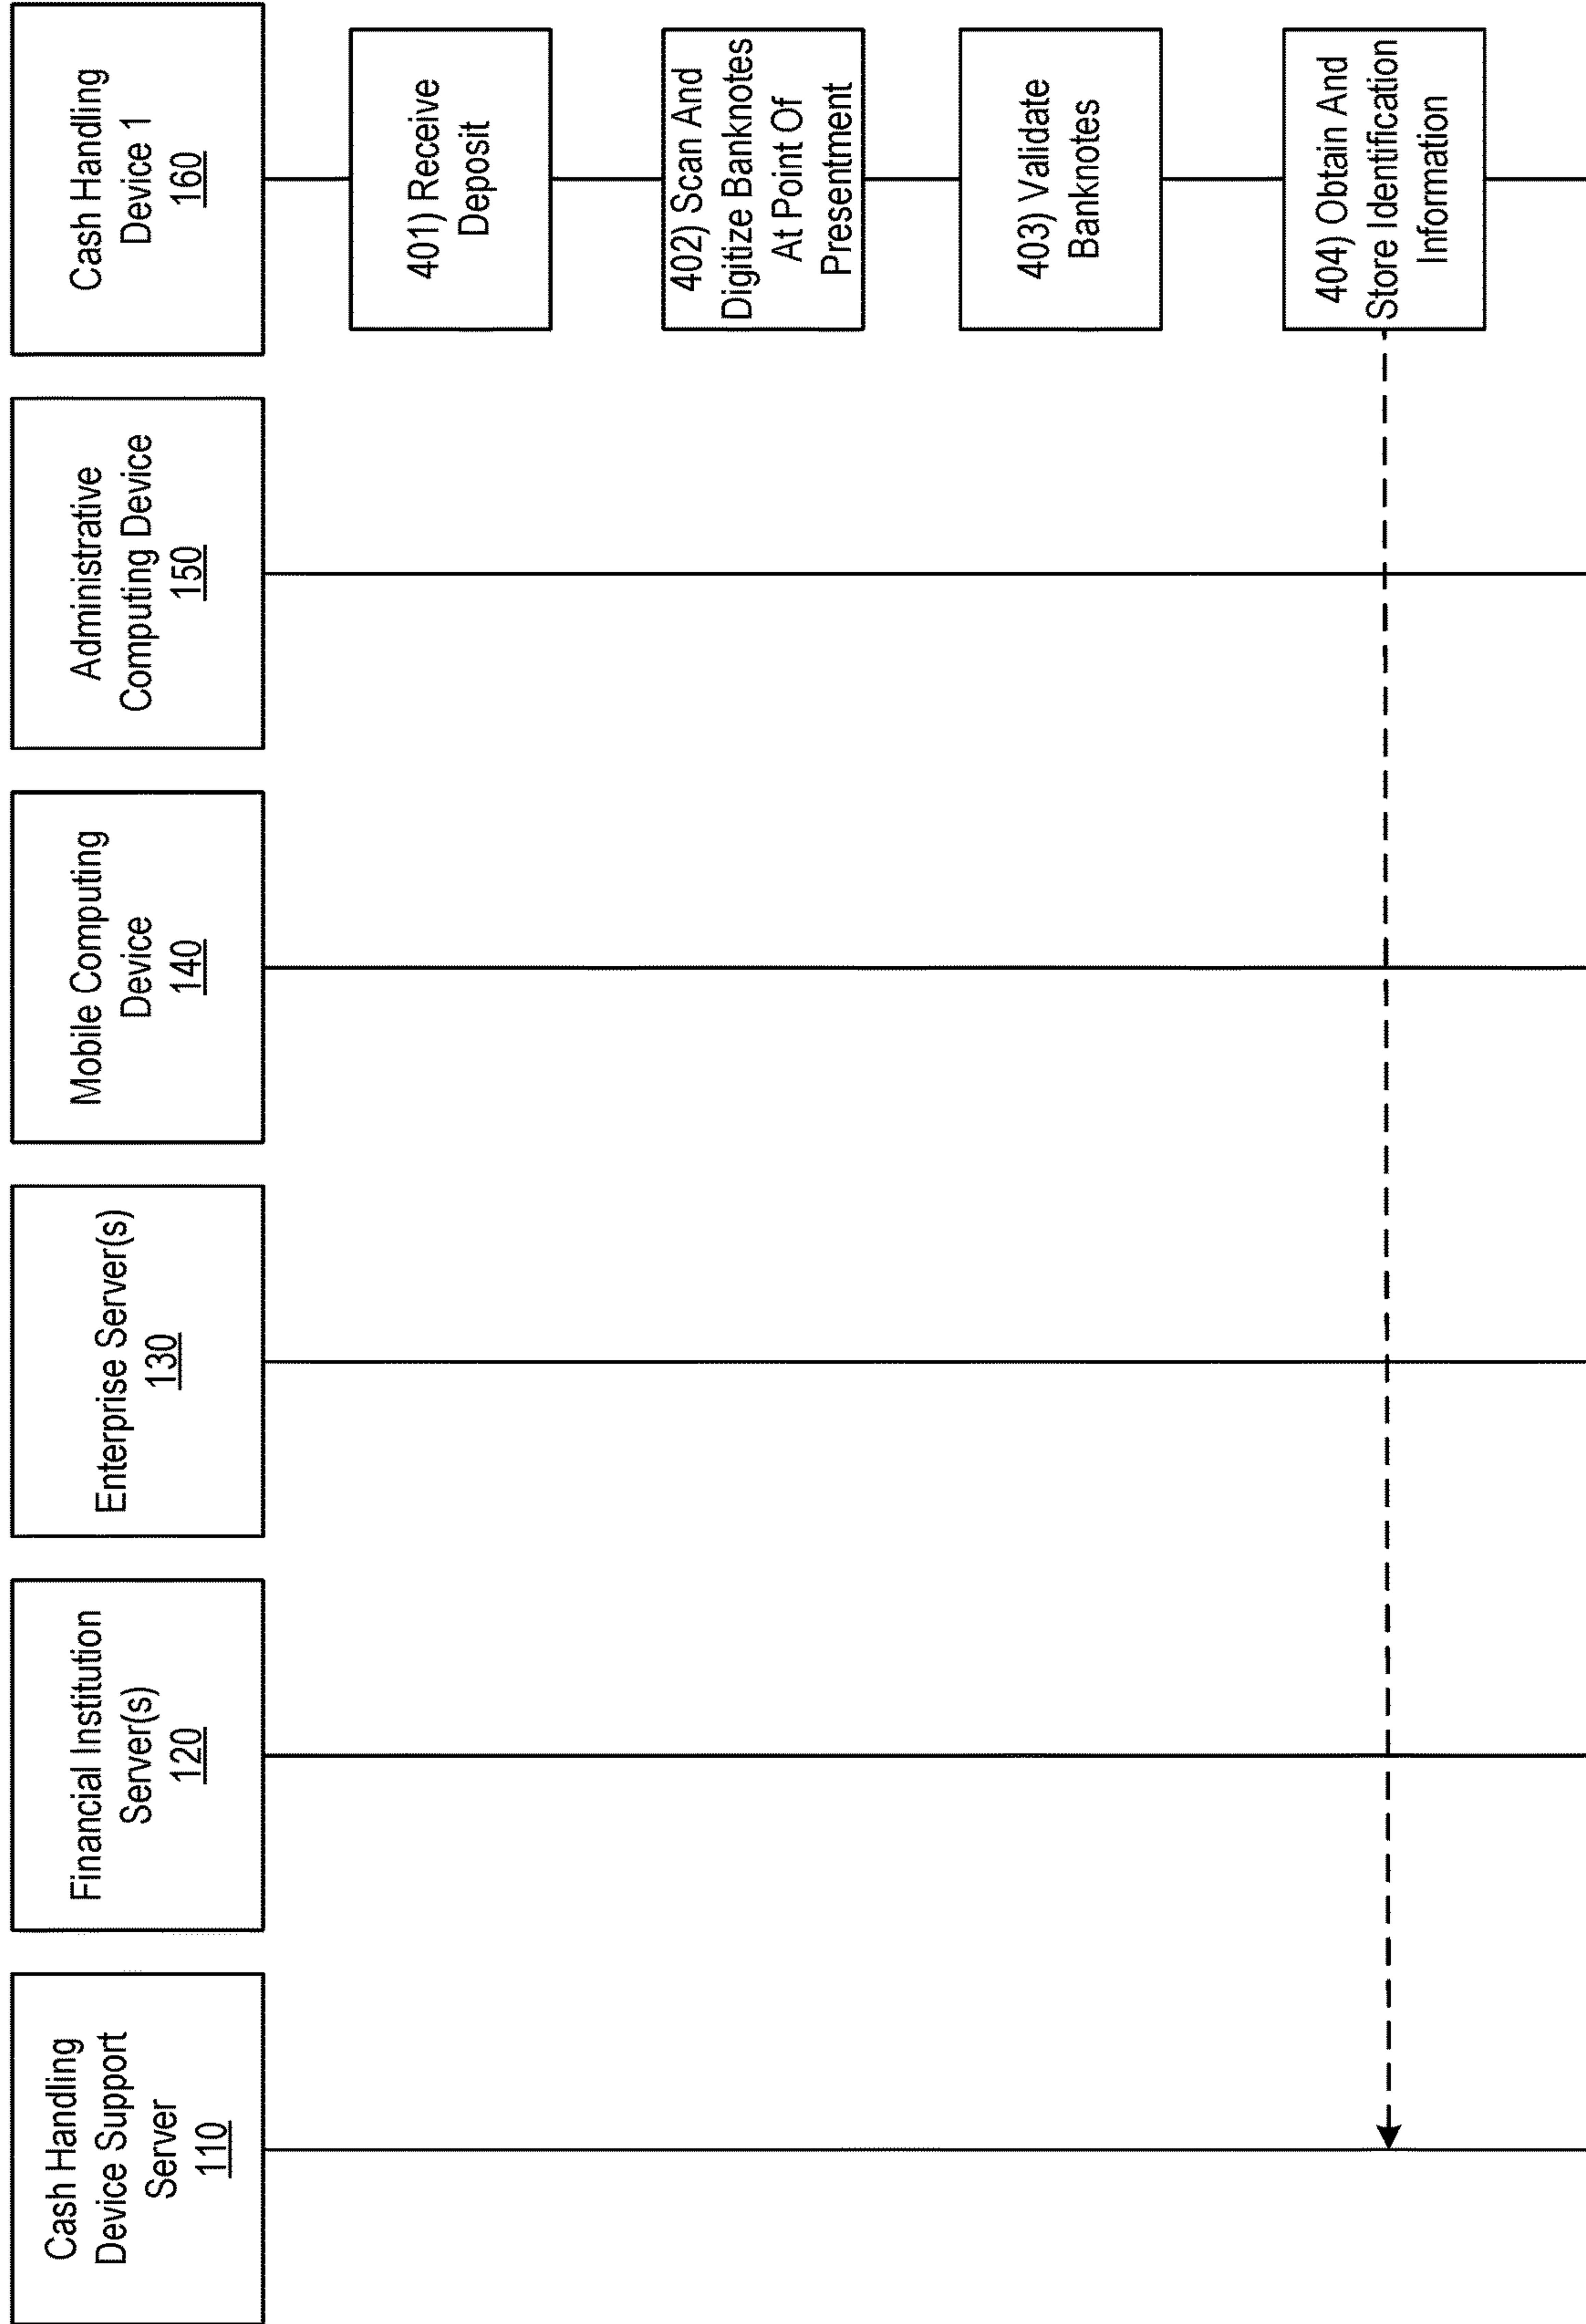 Cash Handling
Device Support
Server
110
Financial Institution
Server(s)
120
Enterprise Server(s)
130
Mobile Computing
Device
140
Administrative
Computing Device
150
Cash Handling
Device 1
160
401) Receive
Deposit
402) Scan And
Digitize Banknotes
At Point Of
Presentment
403) Validate
Banknotes
404) Obtain And
Store Identification
Information